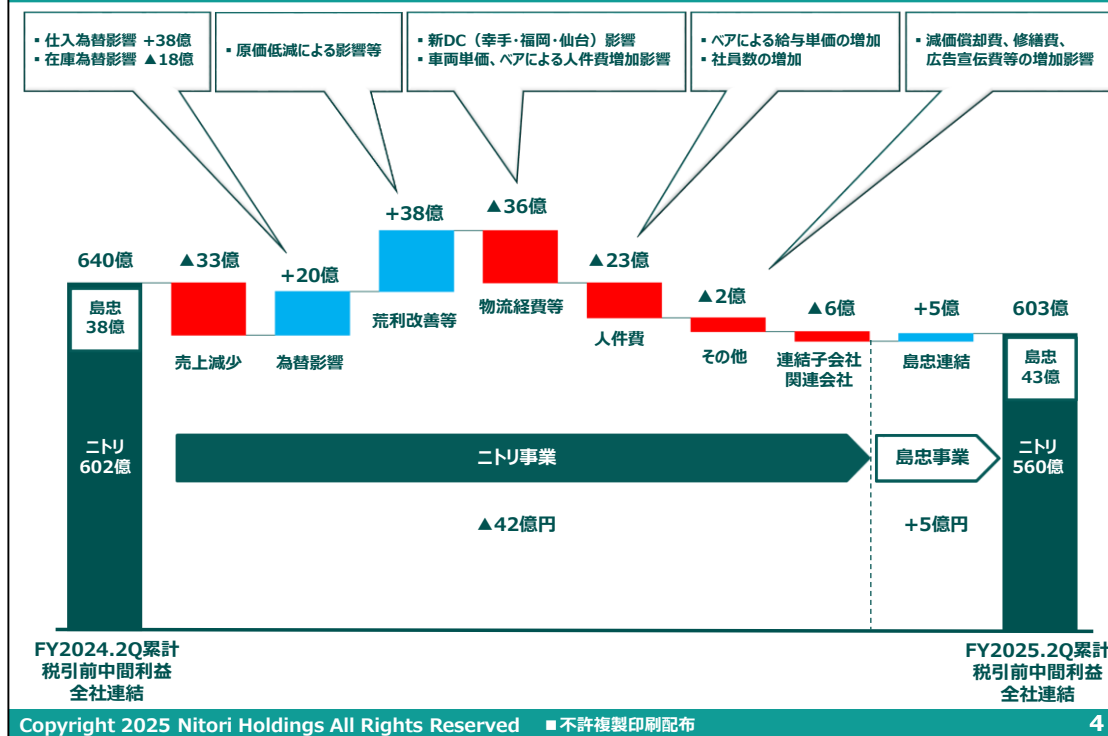 ▪ 仕入為替影響 +38億
▪ 在庫為替影響 ▲18億
▪ 原価低減による影響等
▪ 新DC（幸手・福岡・仙台）影響
▪ 車両単価、ベアによる人件費増加影響
▪ ベアによる給与単価の増加
▪ 社員数の増加
▪ 減価償却費、修繕費、
広告宣伝費等の増加影響
640億
島忠
38億
ニトリ
602億
▲33億
売上減少
+20億
為替影響
+38億
荒利改善等
▲36億
物流経費等
▲23億
人件費
▲2億
その他
▲6億
連結子会社
関連会社
+5億
島忠連結
603億
島忠
43億
ニトリ
560億
ニトリ事業
島忠事業
▲42億円
+5億円
FY2024.2Q累計
税引前中間利益
全社連結
FY2025.2Q累計
税引前中間利益
全社連結
Copyright 2025 Nitori Holdings All Rights Reserved ■不許複製印刷配布
4